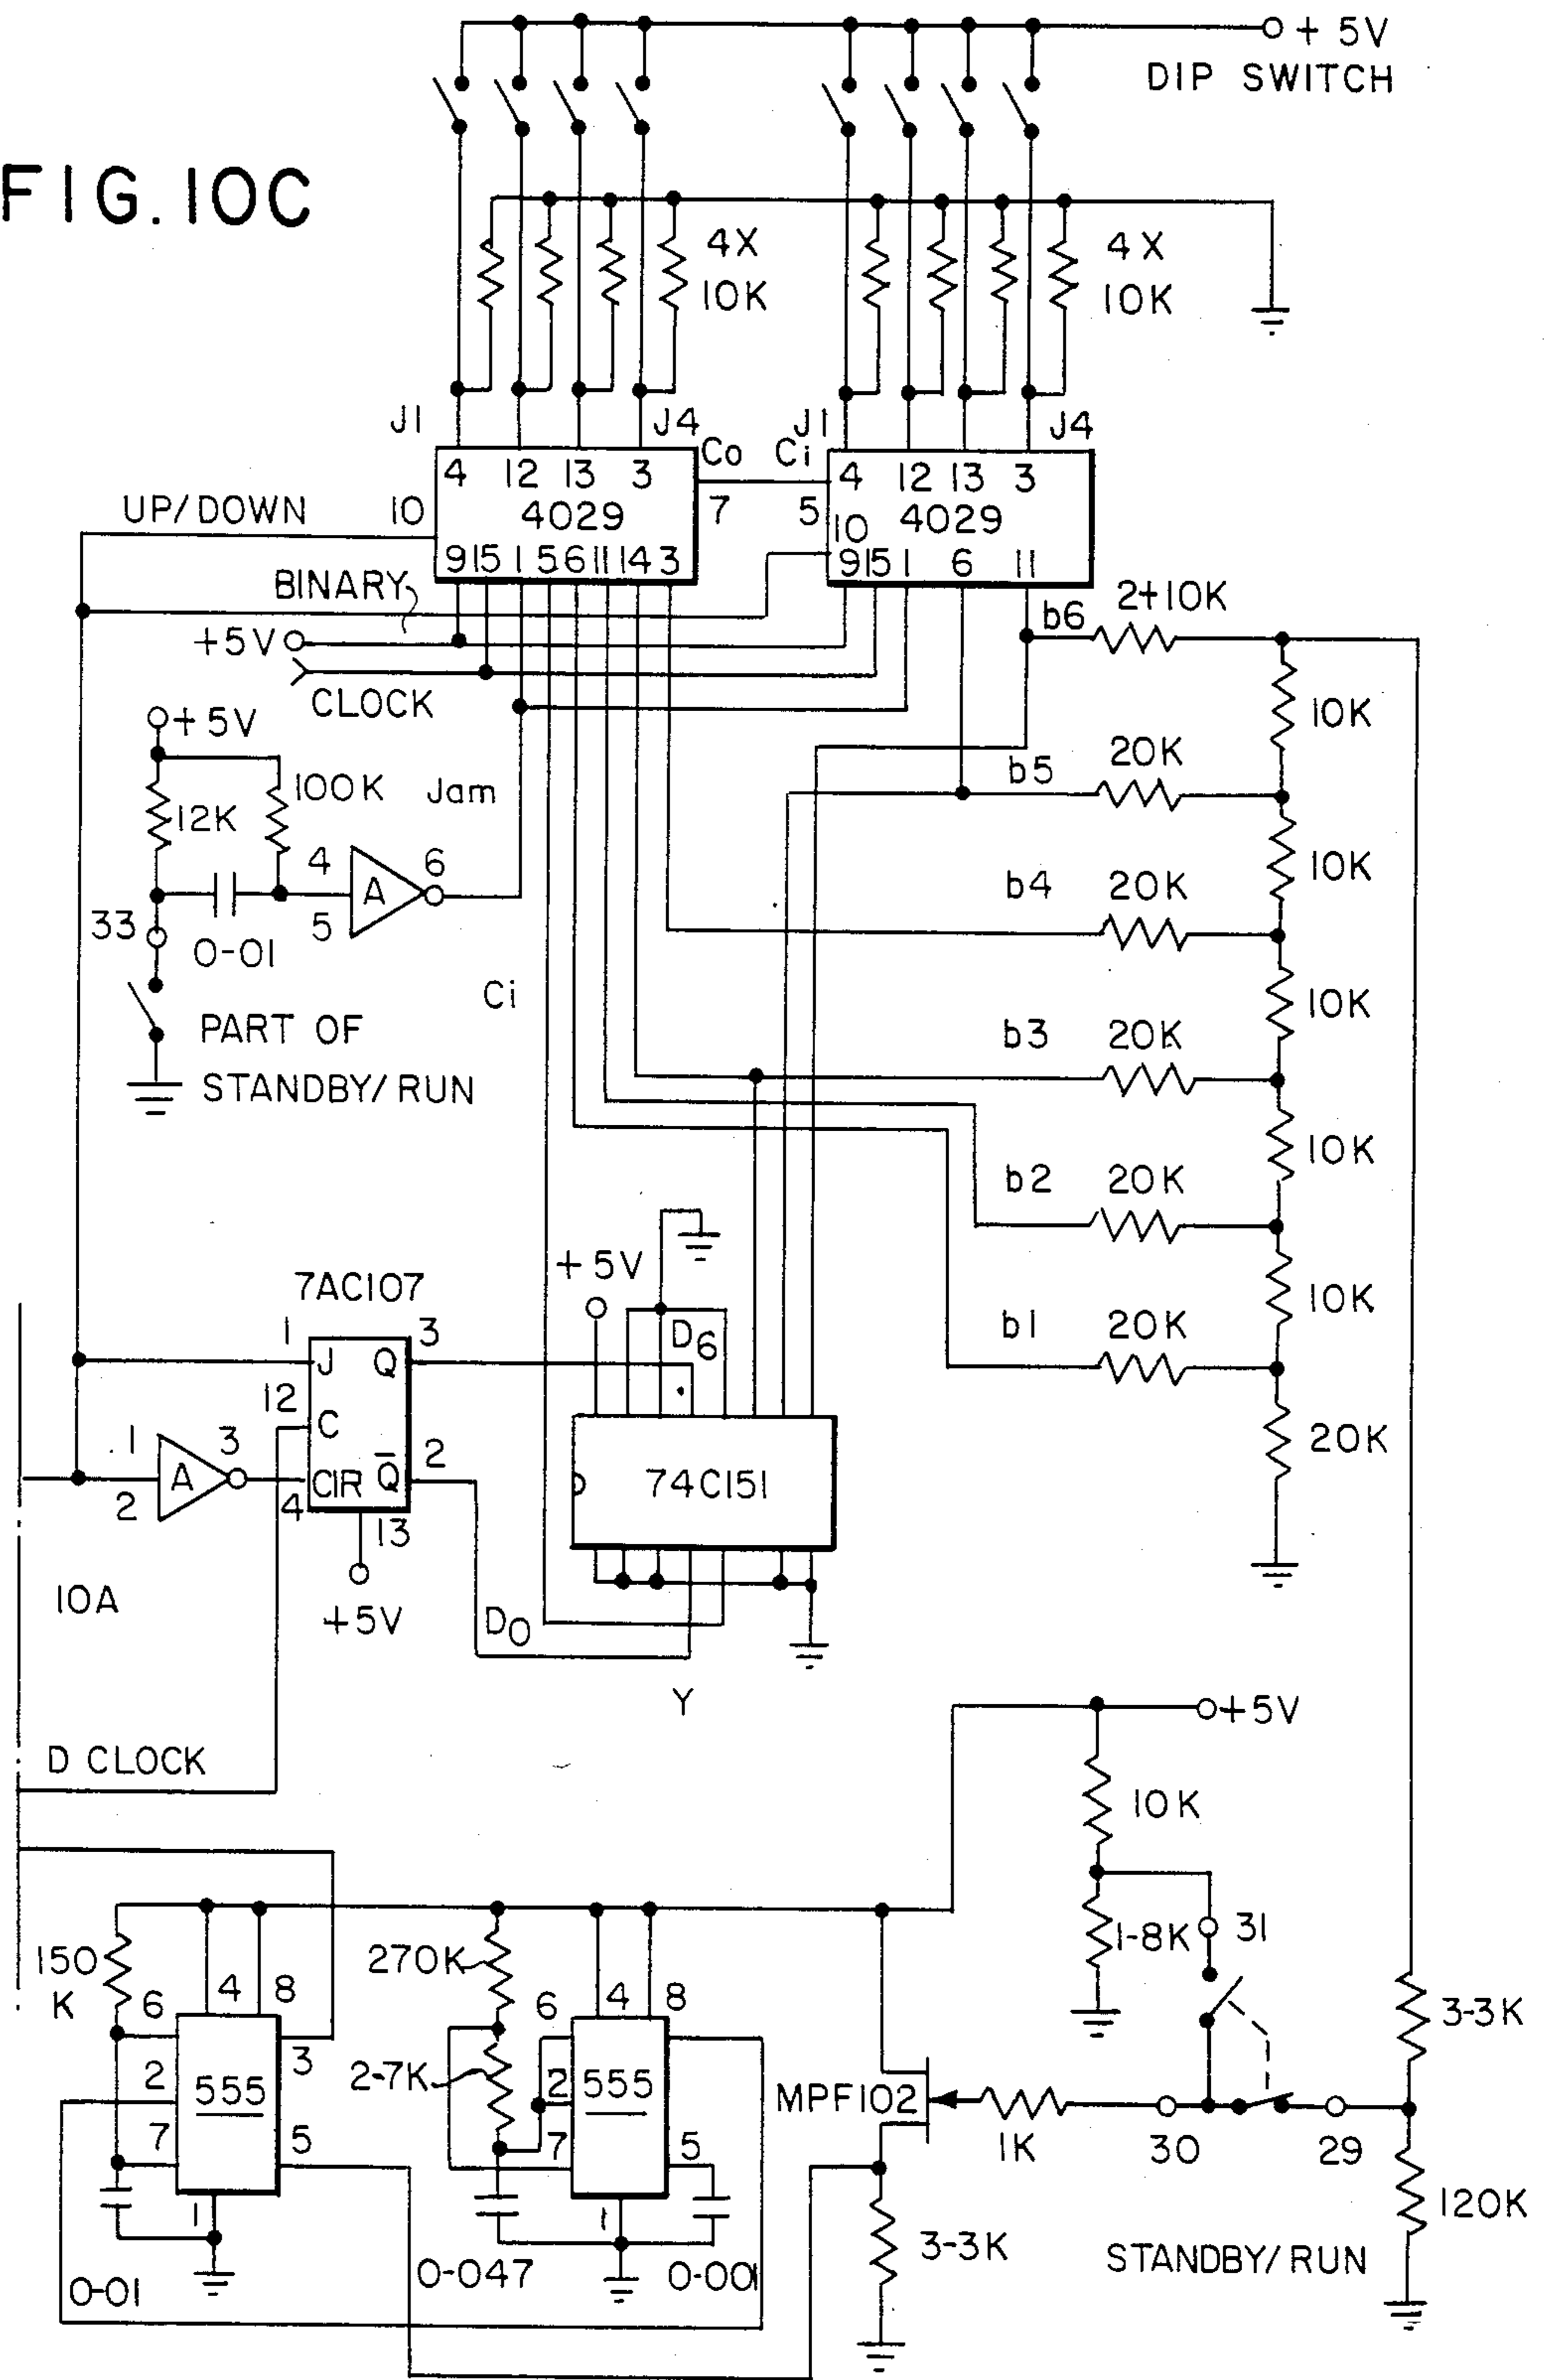 + 5V
DIP SWITCH
FIG. 10C
4X
10K
4X
10K
J1
J4
Co
Ci
J1
J4
4 12 13 3
4 12 13 3
UP/DOWN
10
4029
7
5
10
4029
9 15 1 5 6 11 14 3
9 15 1 6 11
BINARY
b6
2+10K
+5V
CLOCK
+5V
10K
100K
Jam
12K
b5
20K
4
6
A
5
10K
b4
20K
33
0-01
Ci
10K
PART OF
STANDBY/RUN
b3
20K
10K
b2
20K
+5V
7AC107
1
J
Q
3
D6
10K
b1
20K
12
C
1
3
A
2
CIR
4
Q̄
2
74C151
20K
13
10A
+5V
D0
Y
+5V
D CLOCK
10K
150
K
6
4
8
270K
6
4
8
1-8K
31
3-3K
2
555
3
2-7K
2
555
MPF102
7
5
7
5
1K
30
29
1
1
120K
0-01
0-047
0-001
3-3K
STANDBY/RUN